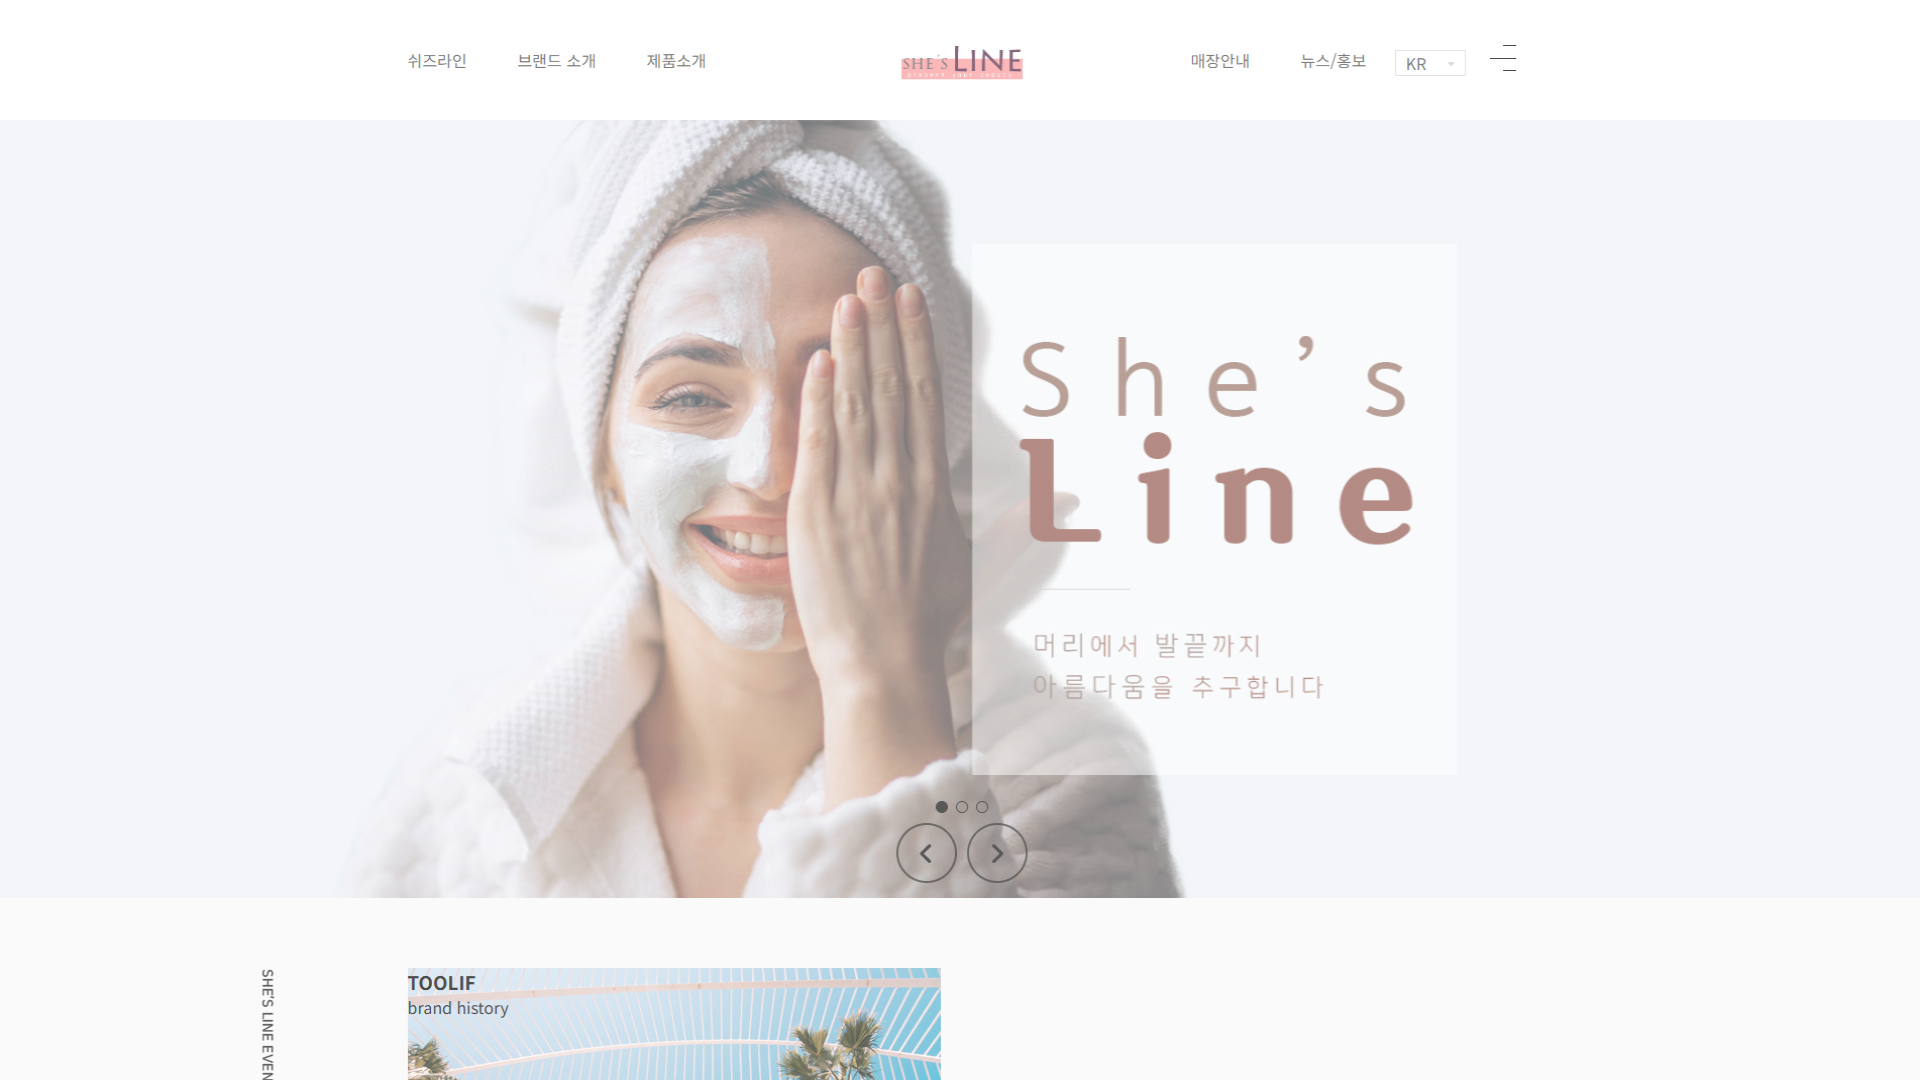 쉬즈라인
브랜드 소개
제품소개
SHE'S LINE
매장안내
뉴스/홍보
KR
She’s
Line
머리에서 발끝까지
아름다움을 추구합니다
SHE'S LINE EVEN
TOOLIF
brand history